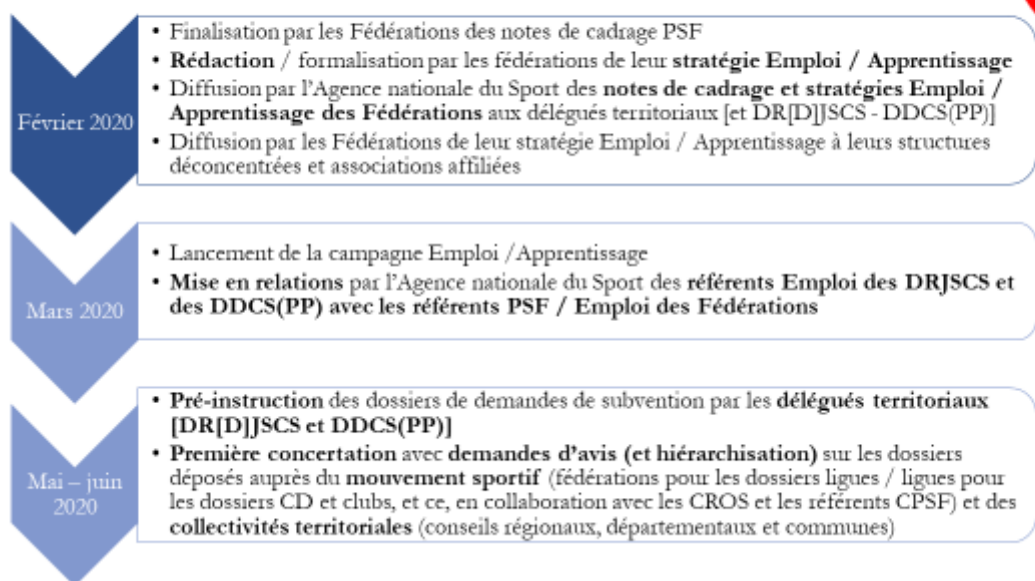 Février 2020
• Finalisation par les Fédérations des notes de cadrage PSF
• Rédaction / formalisation par les fédérations de leur stratégie Emploi / Apprentissage
• Diffusion par l'Agence nationale du Sport des notes de cadrage et stratégies Emploi /
Apprentissage des Fédérations aux délégués territoriaux [et DR[D]JSCS - DDCS(PP)]
• Diffusion par les Fédérations de leur stratégie Emploi / Apprentissage à leurs structures
déconcentrées et associations affiliées
Mars 2020
• Lancement de la campagne Emploi /Apprentissage
• Mise en relations par l'Agence nationale du Sport des référents Emploi des DRJSCS et
des DDCS(PP) avec les référents PSF / Emploi des Fédérations
Mai – juin
2020
• Pré-instruction des dossiers de demandes de subvention par les délégués territoriaux
[DR[D]JSCS et DDCS(PP)]
• Première concertation avec demandes d'avis (et hiérarchisation) sur les dossiers
déposés auprès du mouvement sportif (fédérations pour les dossiers ligues / ligues pour
les dossiers CD et clubs, et ce, en collaboration avec les CROS et les référents CPSF) et des
collectivités territoriales (conseils régionaux, départementaux et communes)